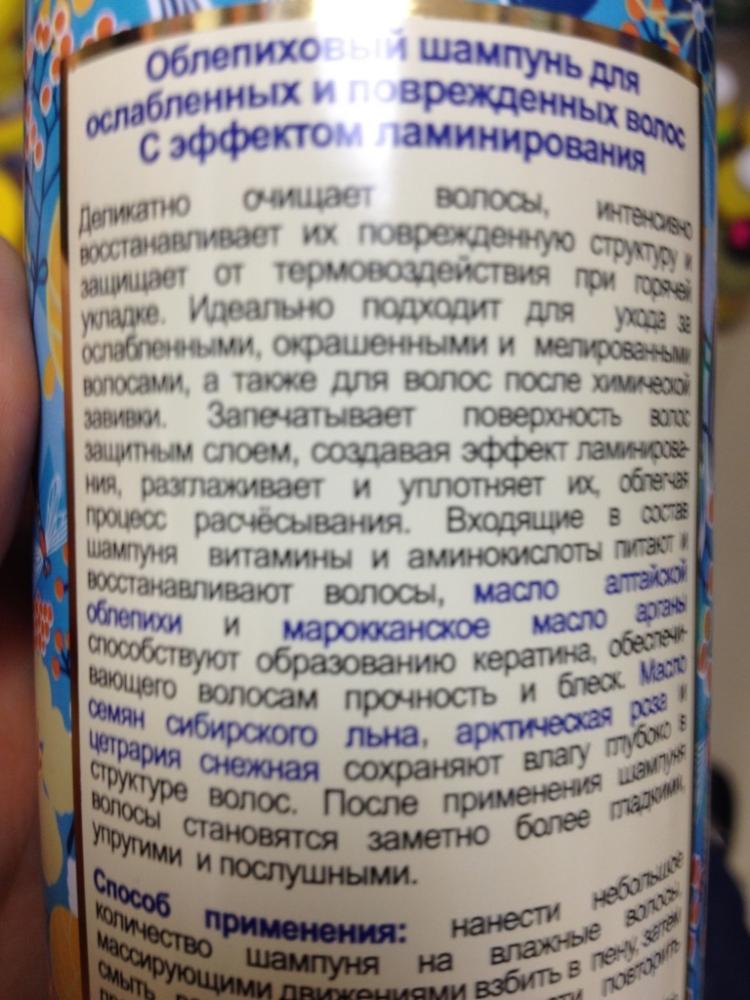 Облепиховый шампунь для
ослабленных и поврежденных волос
С эффектом ламинирования
Деликатно очищает волосы, интенсивно
восстанавливает их поврежденную структуру и
защищает от термовоздействия при горячей
укладке. Идеально подходит для ухода за
ослабленными, окрашенными и мелированными
волосами, а также для волос после химической
завивки. Запечатывает поверхность волос
защитным слоем, создавая эффект ламинирова-
ния, разглаживает и уплотняет их, облегчая
процесс расчёсывания. Входящие в состав
шампуня витамины и аминокислоты питают и
восстанавливают волосы, масло алтайской
облепихи и марокканское масло арганы
способствуют образованию кератина, обеспечи-
вающего волосам прочность и блеск. Масло
семян сибирского льна, арктическая роза и
цетрария снежная сохраняют влагу глубоко в
структуре волос. После применения шампуня
волосы становятся заметно более гладкими,
упругими и послушными.
Способ применения: нанести небольшое
количество шампуня на влажные волосы,
массирующими движениями взбить в пену, затем
смыть повторить